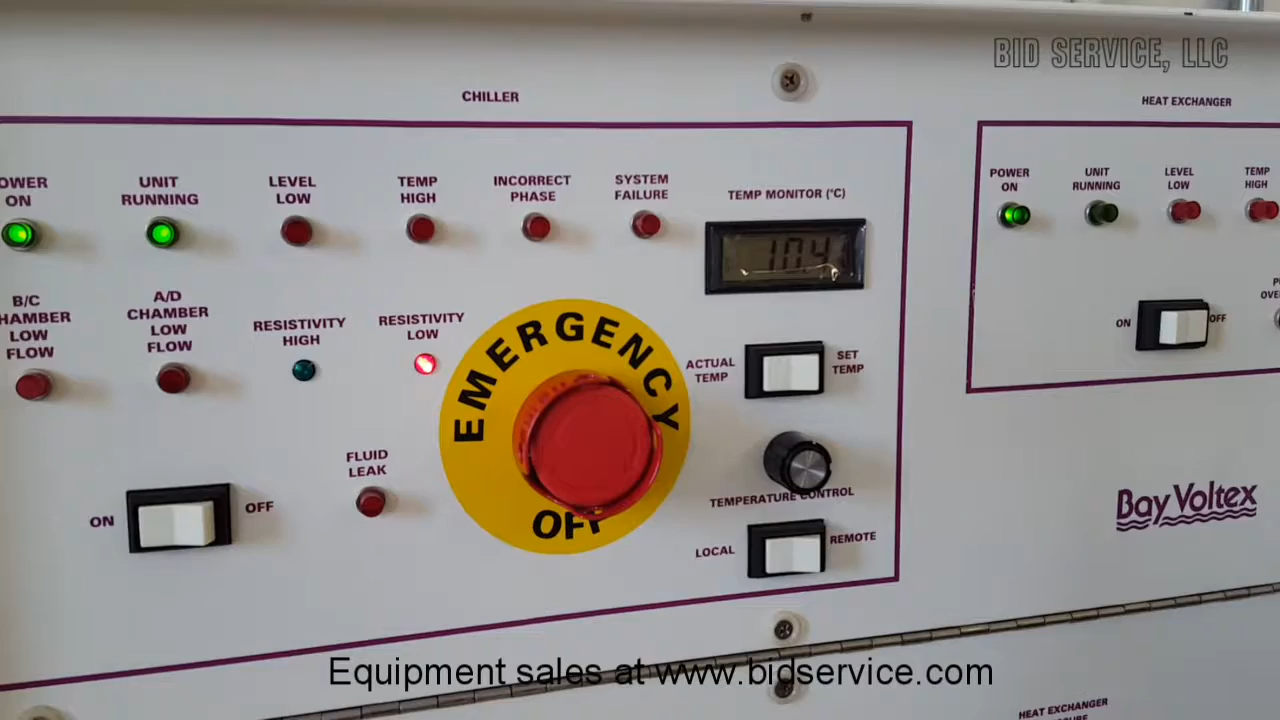 BID SERVICE, LLC
CHILLER
HEAT EXCHANGER
OWER
ON
UNIT
RUNNING
LEVEL
LOW
TEMP
HIGH
INCORRECT
PHASE
SYSTEM
FAILURE
TEMP MONITOR (°C)
10.4
POWER
ON
UNIT
RUNNING
LEVEL
LOW
TEMP
HIGH
B/C
HAMBER
LOW
FLOW
A/D
CHAMBER
LOW
FLOW
RESISTIVITY
HIGH
RESISTIVITY
LOW
EMERGENCY
OFF
ACTUAL
TEMP
SET
TEMP
ON
OFF
FLUID
LEAK
ON
OFF
TEMPERATURE CONTROL
LOCAL
REMOTE
Bay Voltex
Equipment sales at www.bidservice.com
HEAT EXCHANGER